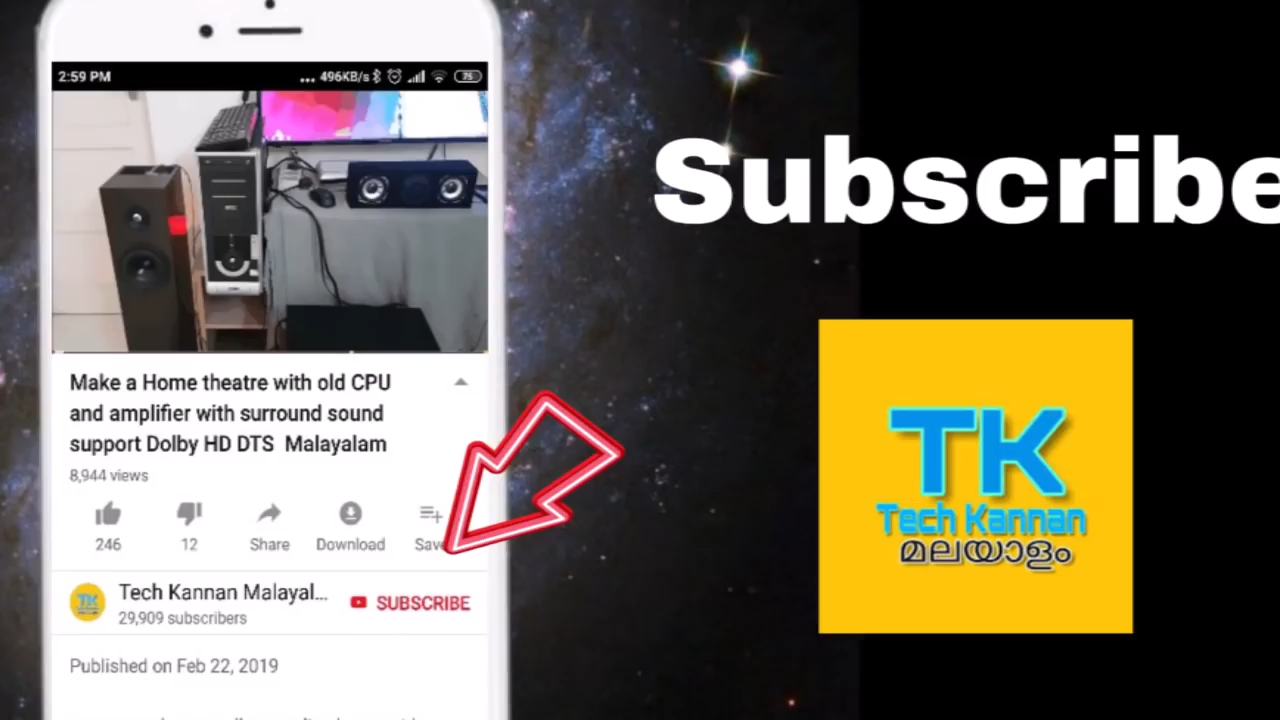 2:59 PM
... 496KB/s
75
Make a Home theatre with old CPU
and amplifier with surround sound
support Dolby HD DTS Malayalam
8,944 views
246
12
Share
Download
Save
Tech Kannan Malayal...
29,909 subscribers
SUBSCRIBE
Published on Feb 22, 2019
Subscribe
TK
Tech Kannan
മലയാളം